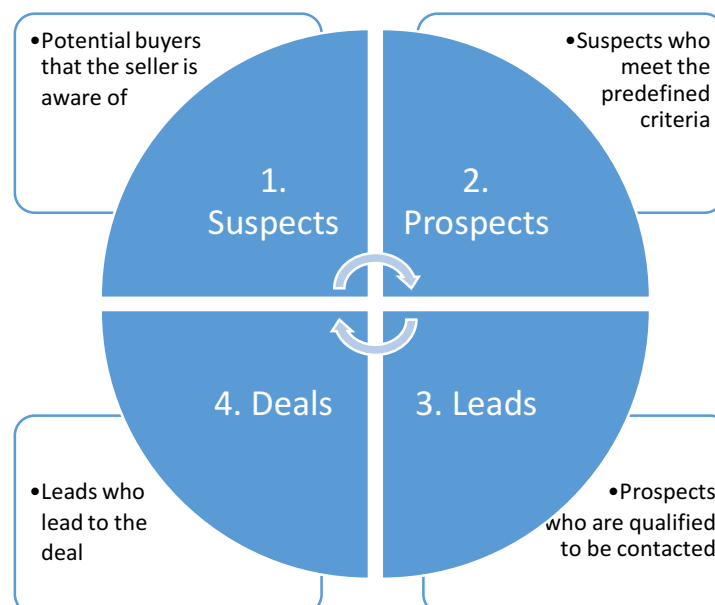 •Potential buyers
that the seller is
aware of
•Suspects who
meet the
predefined
criteria
1.
Suspects
2.
Prospects
4. Deals
3. Leads
•Leads who
lead to the
deal
•Prospects
who are qualified
to be contacted